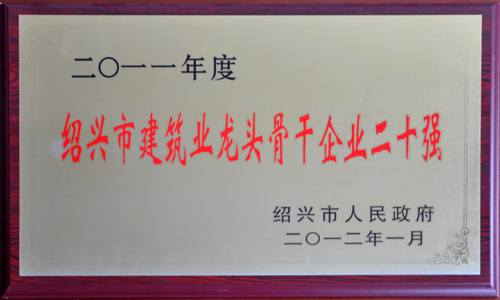 二〇一一年度
绍兴市建筑业龙头骨干企业二十强
绍兴市人民政府
二〇一二年一月